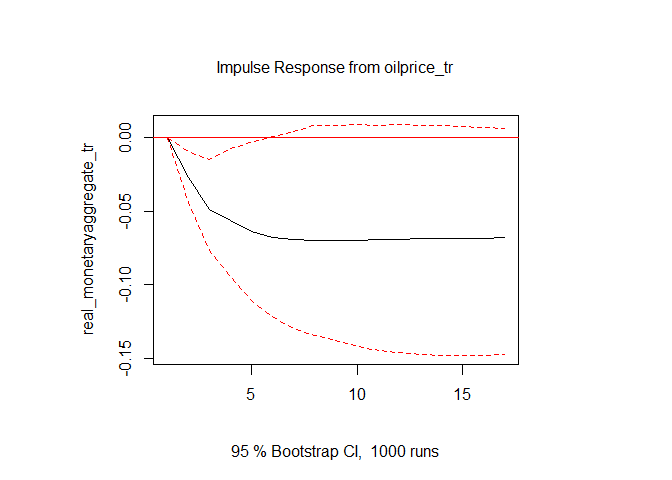 Impulse Response from oilprice_tr
real_monetaryaggregate_tr
0.00
-0.05
-0.10
-0.15
5
10
15
95 % Bootstrap CI,  1000 runs